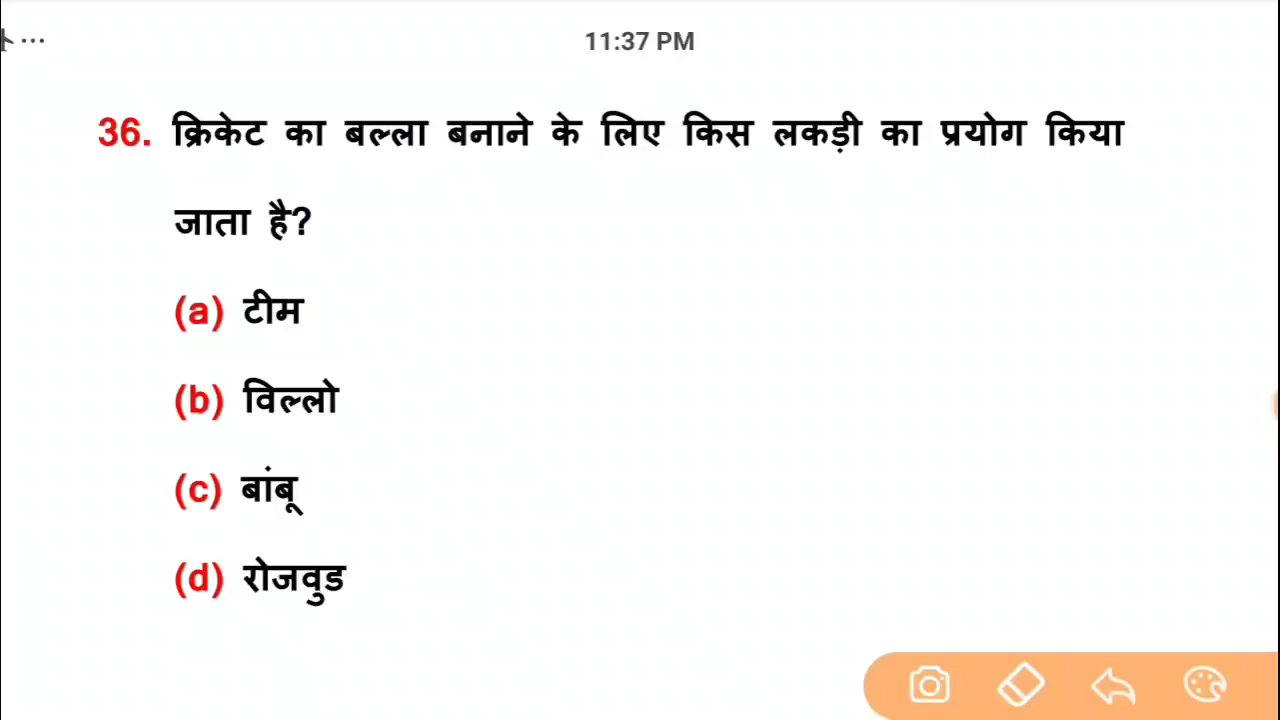 ...
11:37 PM
36. क्रिकेट का बल्ला बनाने के लिए किस लकड़ी का प्रयोग किया
जाता है?
(a) टीम
(b) विल्लो
(c) बांबू
(d) रोजवुड